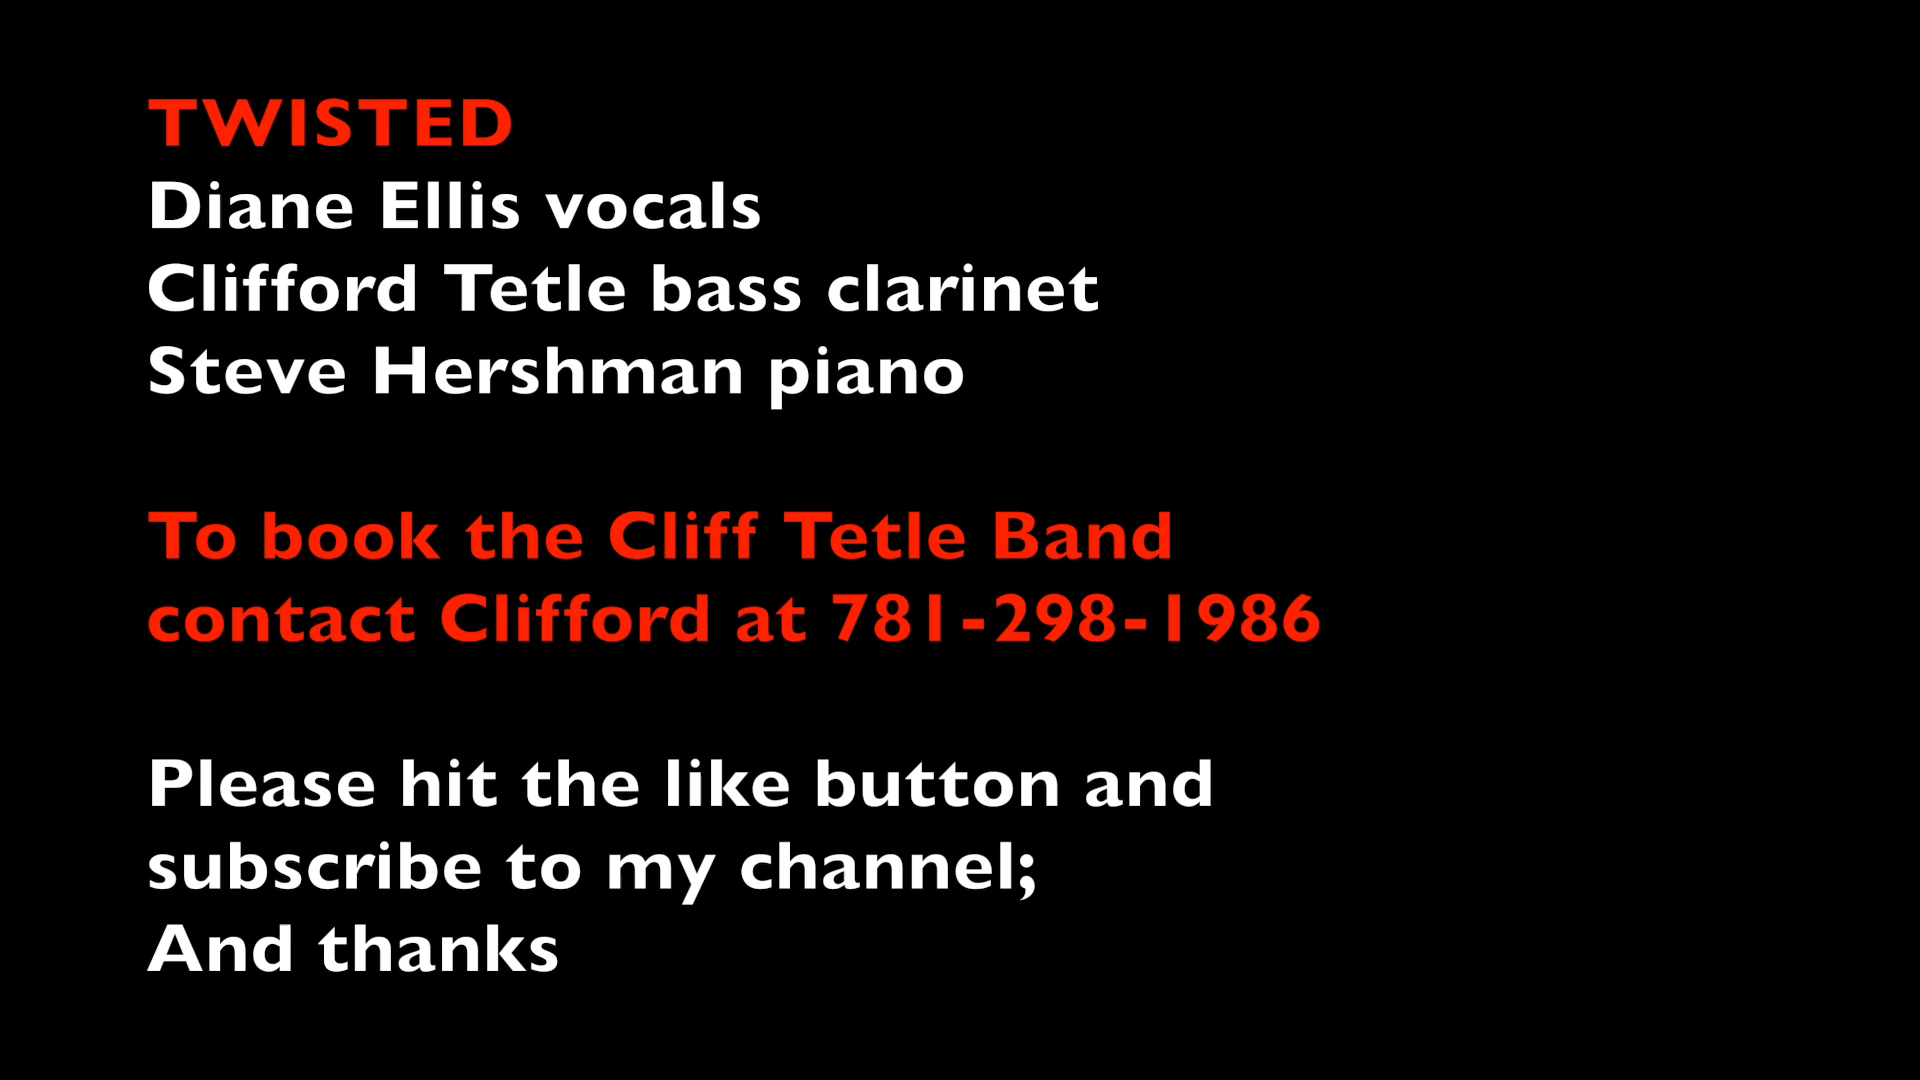 TWISTED
Diane Ellis vocals
Clifford Tetle bass clarinet
Steve Hershman piano
To book the Cliff Tetle Band
contact Clifford at 781-298-1986
Please hit the like button and
subscribe to my channel;
And thanks